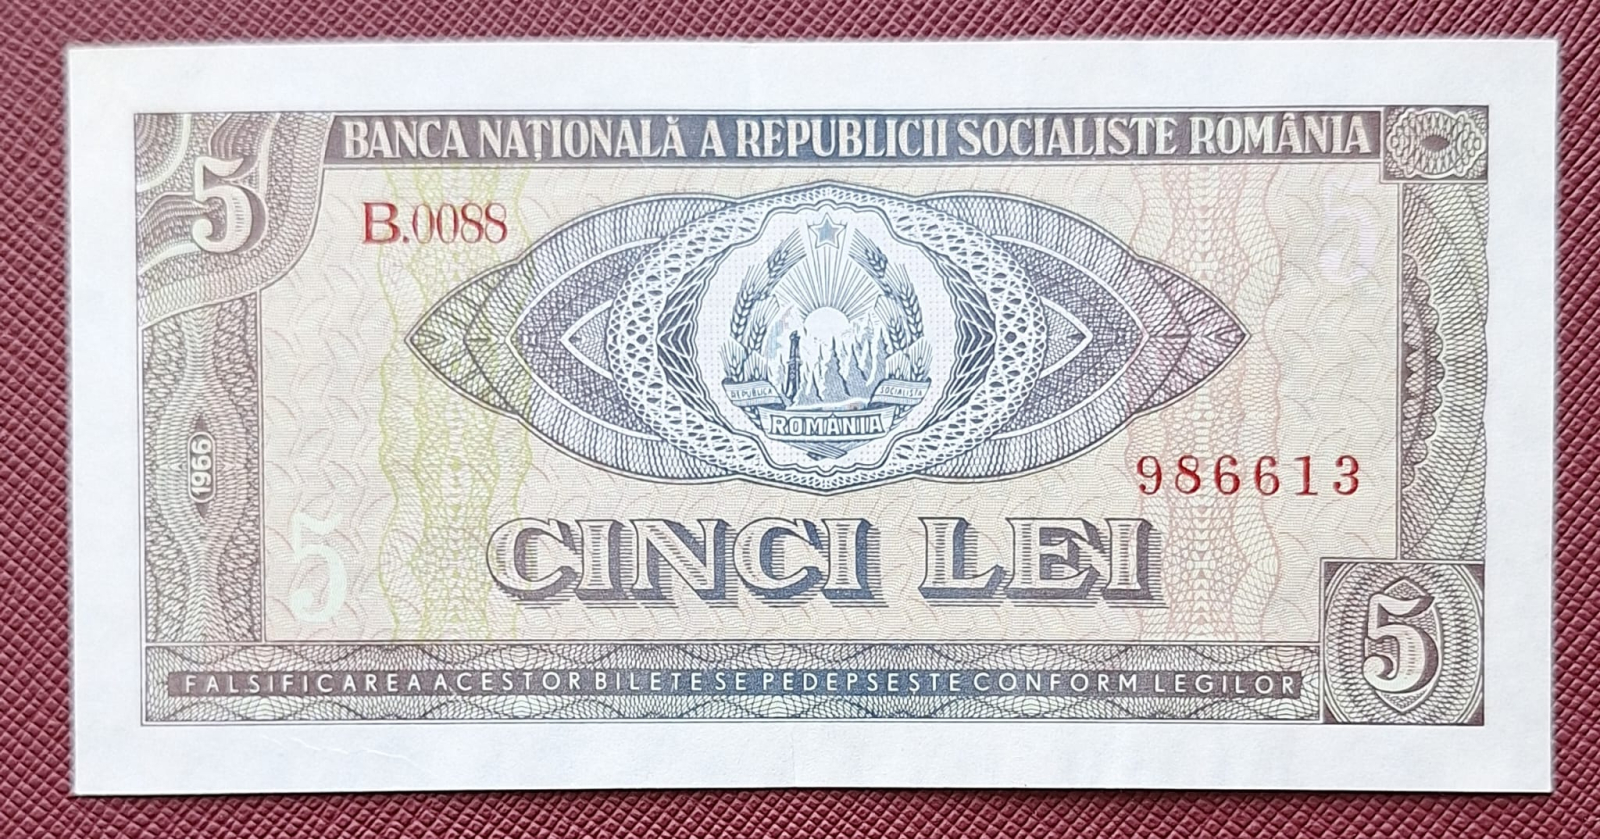 5 BANCA NAȚIONALĂ A REPUBLICII SOCIALISTE ROMÂNIA
B.0088
5
REPUBLICA SOCIALISTA
ROMÂNIA
1966
986613
5
CINCI LEI
5
FALSIFICAREA ACESTOR BILETE SE PEDEPSEȘTE CONFORM LEGILOR